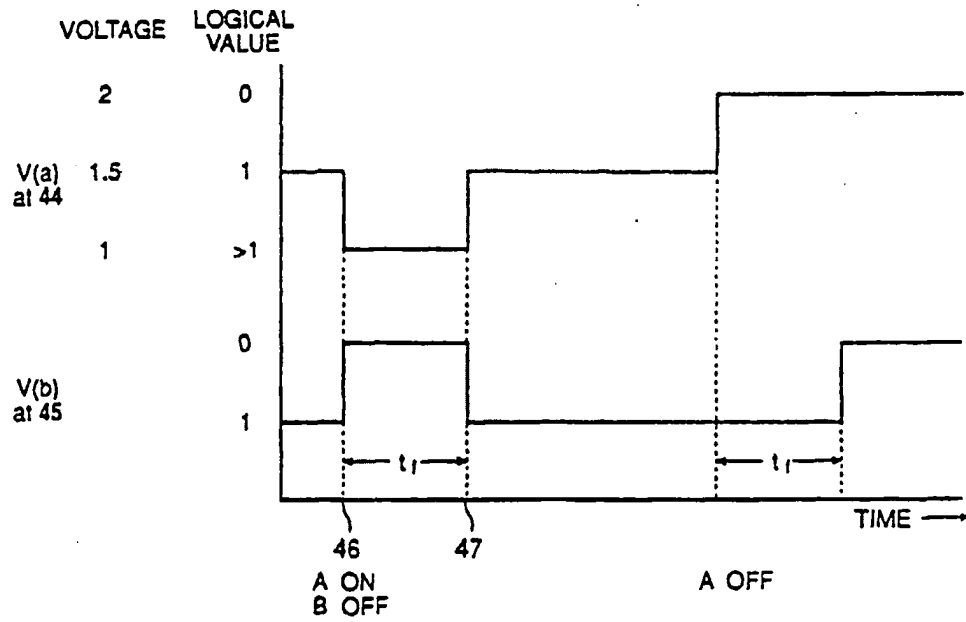 VOLTAGE
LOGICAL
VALUE
2
0
V(a)
at 44
1.5
1
1
>1
0
V(b)
at 45
1
t1
t1
TIME
46
47
A ON
B OFF
A OFF